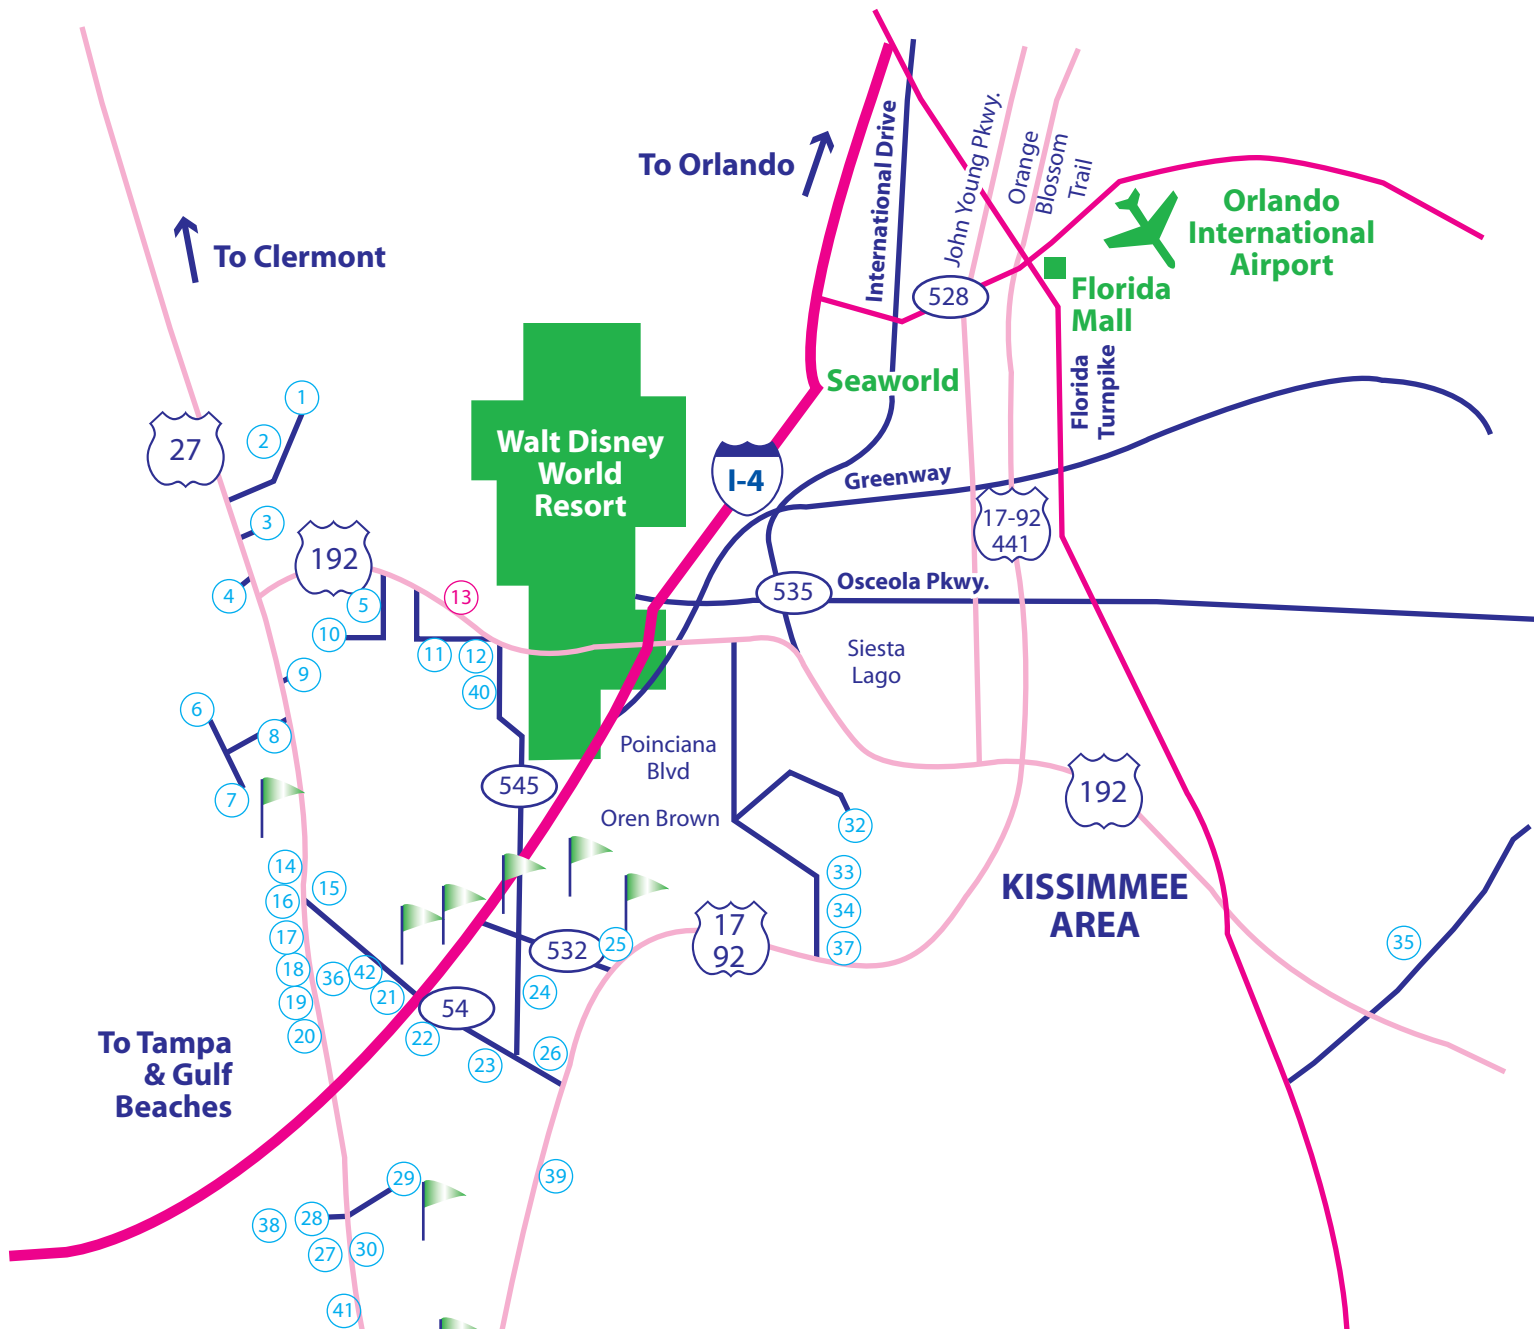 To Orlando
International Drive
John Young Pkwy.
Orange
Blossom
Trail
Orlando
International
Airport
To Clermont
528
Florida
Mall
Florida
Turnpike
Seaworld
1
27
2
Walt Disney
World
Resort
I-4
Greenway
3
17-92
441
192
4
5
13
535
Osceola Pkwy.
10
11
12
Siesta
Lago
9
40
6
8
Poinciana
Blvd
7
545
192
Oren Brown
32
14
15
33
KISSIMMEE
AREA
16
34
17
17
92
532
25
37
35
18
36
42
21
24
19
54
20
22
23
26
To Tampa
& Gulf
Beaches
29
39
38
28
27
30
41